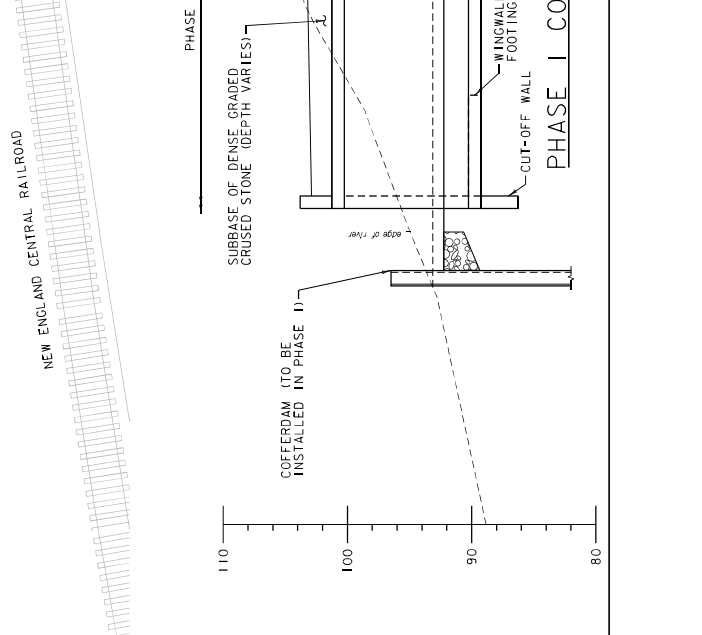 NEW ENGLAND CENTRAL RAILROAD
PHASE
SUBBASE OF DENSE GRADED
CRUSED STONE (DEPTH VARIES)
COFFERDAM (TO BE
INSTALLED IN PHASE I)
edge of river
WINGWALL
FOOTING
CUT-OFF WALL
PHASE I CO
110
100
90
80